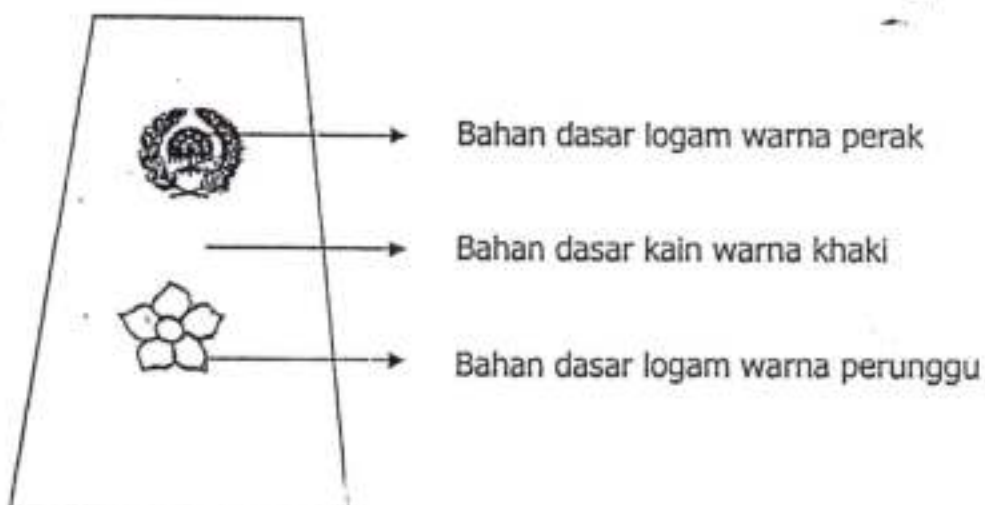 Bahan dasar logam warna perak
Bahan dasar kain warna khaki
Bahan dasar logam warna perunggu